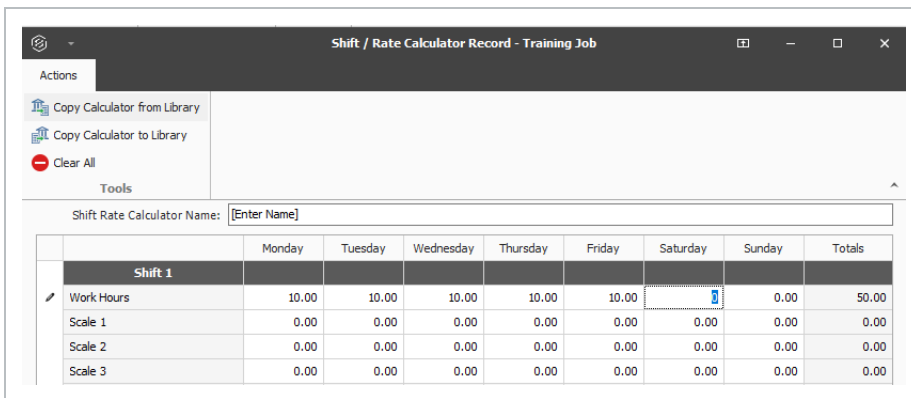 Shift / Rate Calculator Record - Training Job
Actions
Copy Calculator from Library
Copy Calculator to Library
Clear All
Tools
Shift Rate Calculator Name: [Enter Name]
Monday Tuesday Wednesday Thursday Friday Saturday Sunday Totals
Shift 1
Work Hours 10.00 10.00 10.00 10.00 10.00 0 0.00 50.00
Scale 1 0.00 0.00 0.00 0.00 0.00 0.00 0.00 0.00
Scale 2 0.00 0.00 0.00 0.00 0.00 0.00 0.00 0.00
Scale 3 0.00 0.00 0.00 0.00 0.00 0.00 0.00 0.00